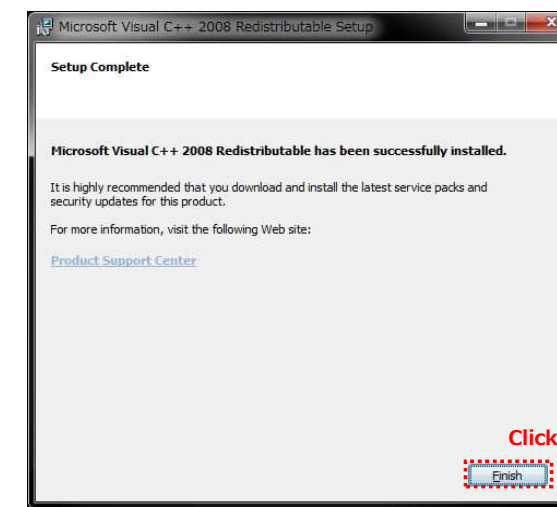 Microsoft Visual C++ 2008 Redistributable Setup
Setup Complete
Microsoft Visual C++ 2008 Redistributable has been successfully installed.
It is highly recommended that you download and install the latest service packs and
security updates for this product.
For more information, visit the following Web site:
Product Support Center
Click
Finish